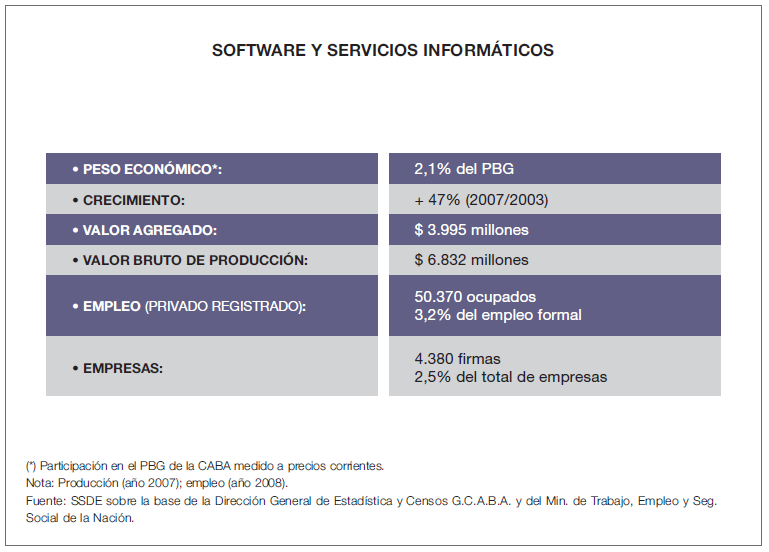 SOFTWARE Y SERVICIOS INFORMÁTICOS
• PESO ECONÓMICO*: 2,1% del PBG
• CRECIMIENTO: + 47% (2007/2003)
• VALOR AGREGADO: $ 3.995 millones
• VALOR BRUTO DE PRODUCCIÓN: $ 6.832 millones
• EMPLEO (PRIVADO REGISTRADO): 50.370 ocupados
3,2% del empleo formal
• EMPRESAS: 4.380 firmas
2,5% del total de empresas
(*) Participación en el PBG de la CABA medido a precios corrientes.
Nota: Producción (año 2007); empleo (año 2008).
Fuente: SSDE sobre la base de la Dirección General de Estadística y Censos G.C.A.B.A. y del Min. de Trabajo, Empleo y Seg.
Social de la Nación.